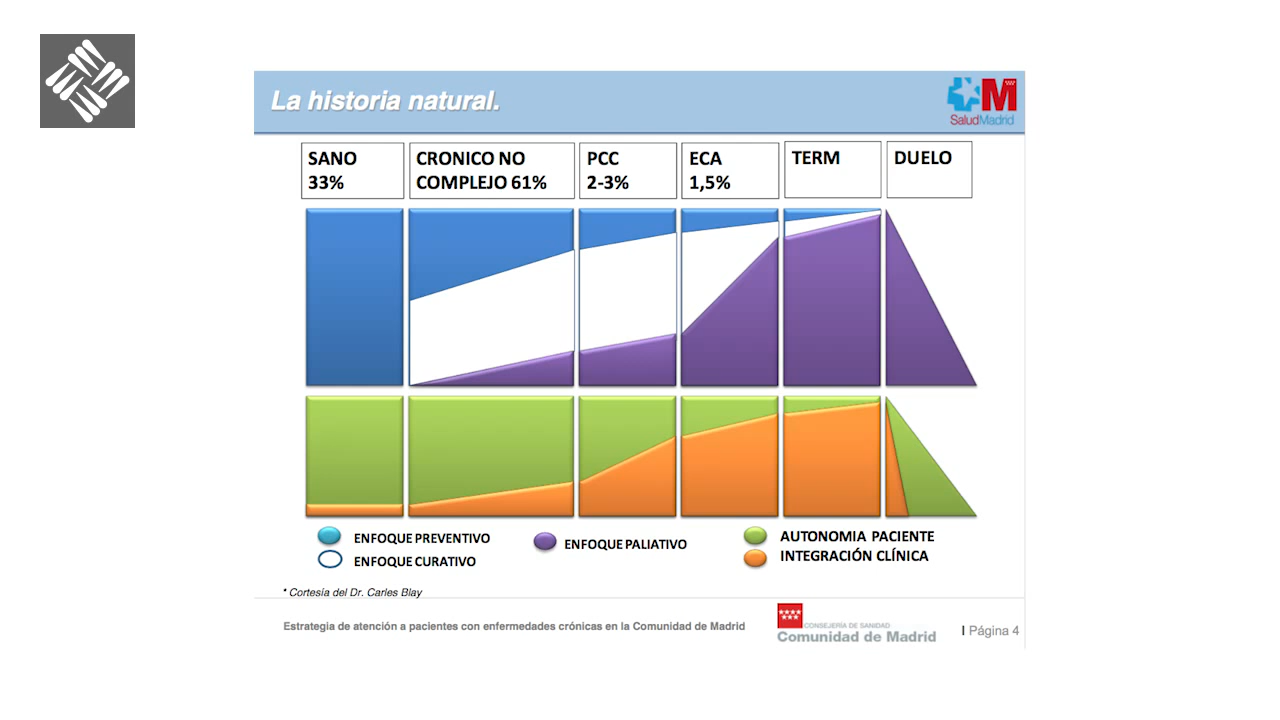 La historia natural.
M
SaludMadrid
SANO
33%
CRONICO NO
COMPLEJO 61%
PCC
2-3%
ECA
1,5%
TERM
DUELO
ENFOQUE PREVENTIVO
ENFOQUE CURATIVO
ENFOQUE PALIATIVO
AUTONOMIA PACIENTE
INTEGRACIÓN CLÍNICA
* Cortesía del Dr. Carles Blay
Estrategia de atención a pacientes con enfermedades crónicas en la Comunidad de Madrid
CONSEJERÍA DE SANIDAD
Comunidad de Madrid
I Página 4